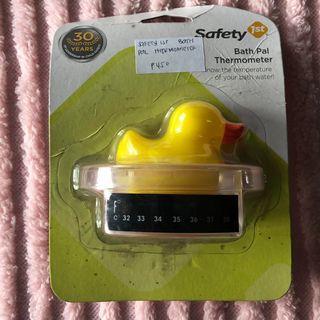 30
YEARS
SAFETY 1ST BATH
PAL THERMOMETER
₱450
Safety 1st
Bath Pal
Thermometer
know the temperature
of your bath water!
F°
C 32 33 34 35 36 37 38